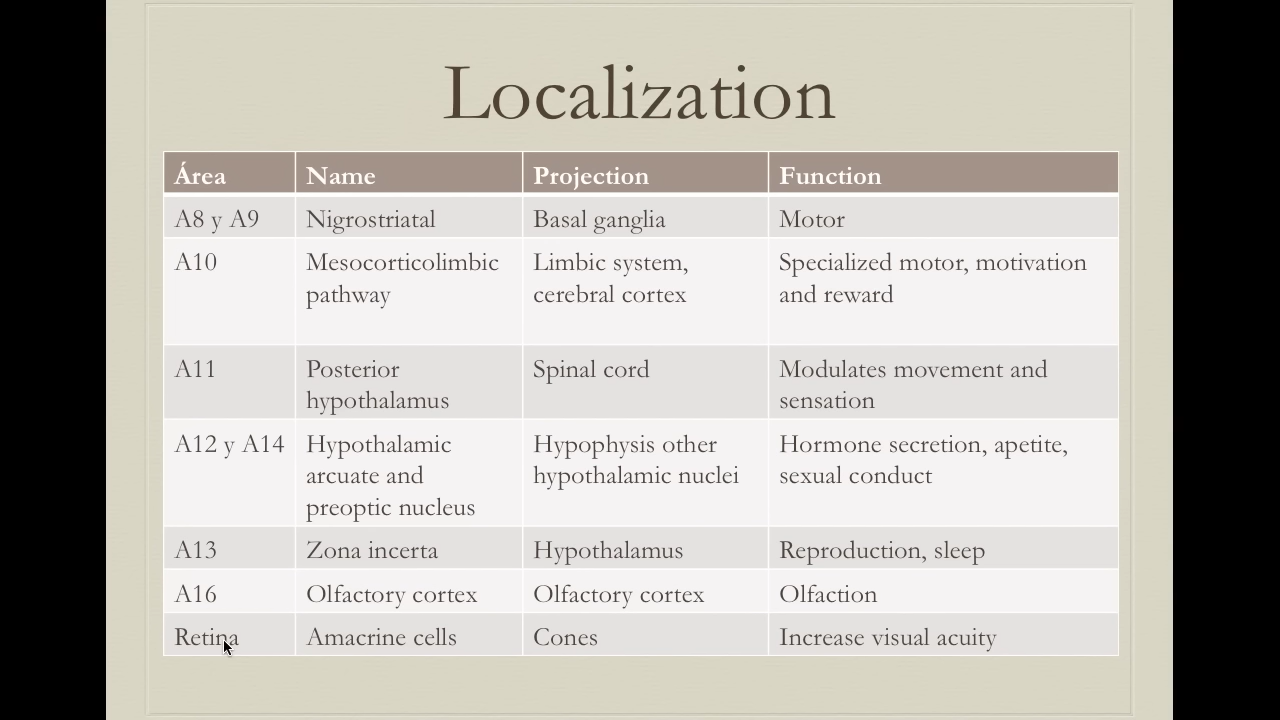 Localization
Área Name Projection Function
A8 y A9 Nigrostriatal Basal ganglia Motor
A10 Mesocorticolimbic Limbic system, Specialized motor, motivation
pathway cerebral cortex and reward
A11 Posterior Spinal cord Modulates movement and
hypothalamus sensation
A12 y A14 Hypothalamic Hypophysis other Hormone secretion, apetite,
arcuate and hypothalamic nuclei sexual conduct
preoptic nucleus
A13 Zona incerta Hypothalamus Reproduction, sleep
A16 Olfactory cortex Olfactory cortex Olfaction
Retina Amacrine cells Cones Increase visual acuity